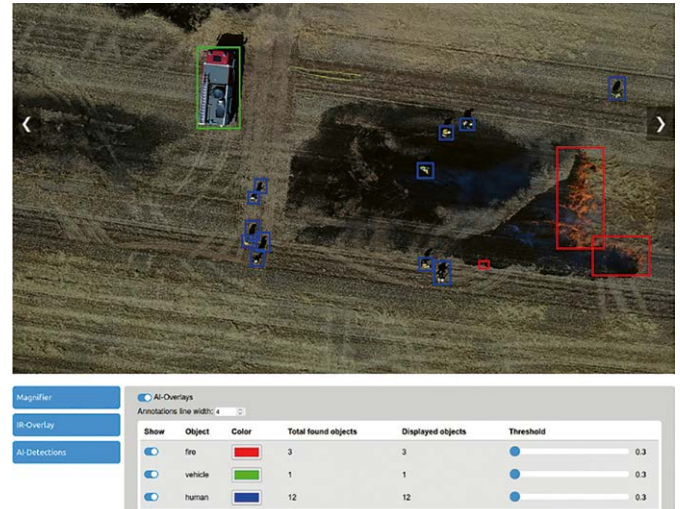 Magnifier
IR-Overlay
AI-Detections
AI-Overlays
Annotations line width: 4
Show Object Color Total found objects Displayed objects Threshold
fire 3 3 0.3
vehicle 1 1 0.3
human 12 12 0.3